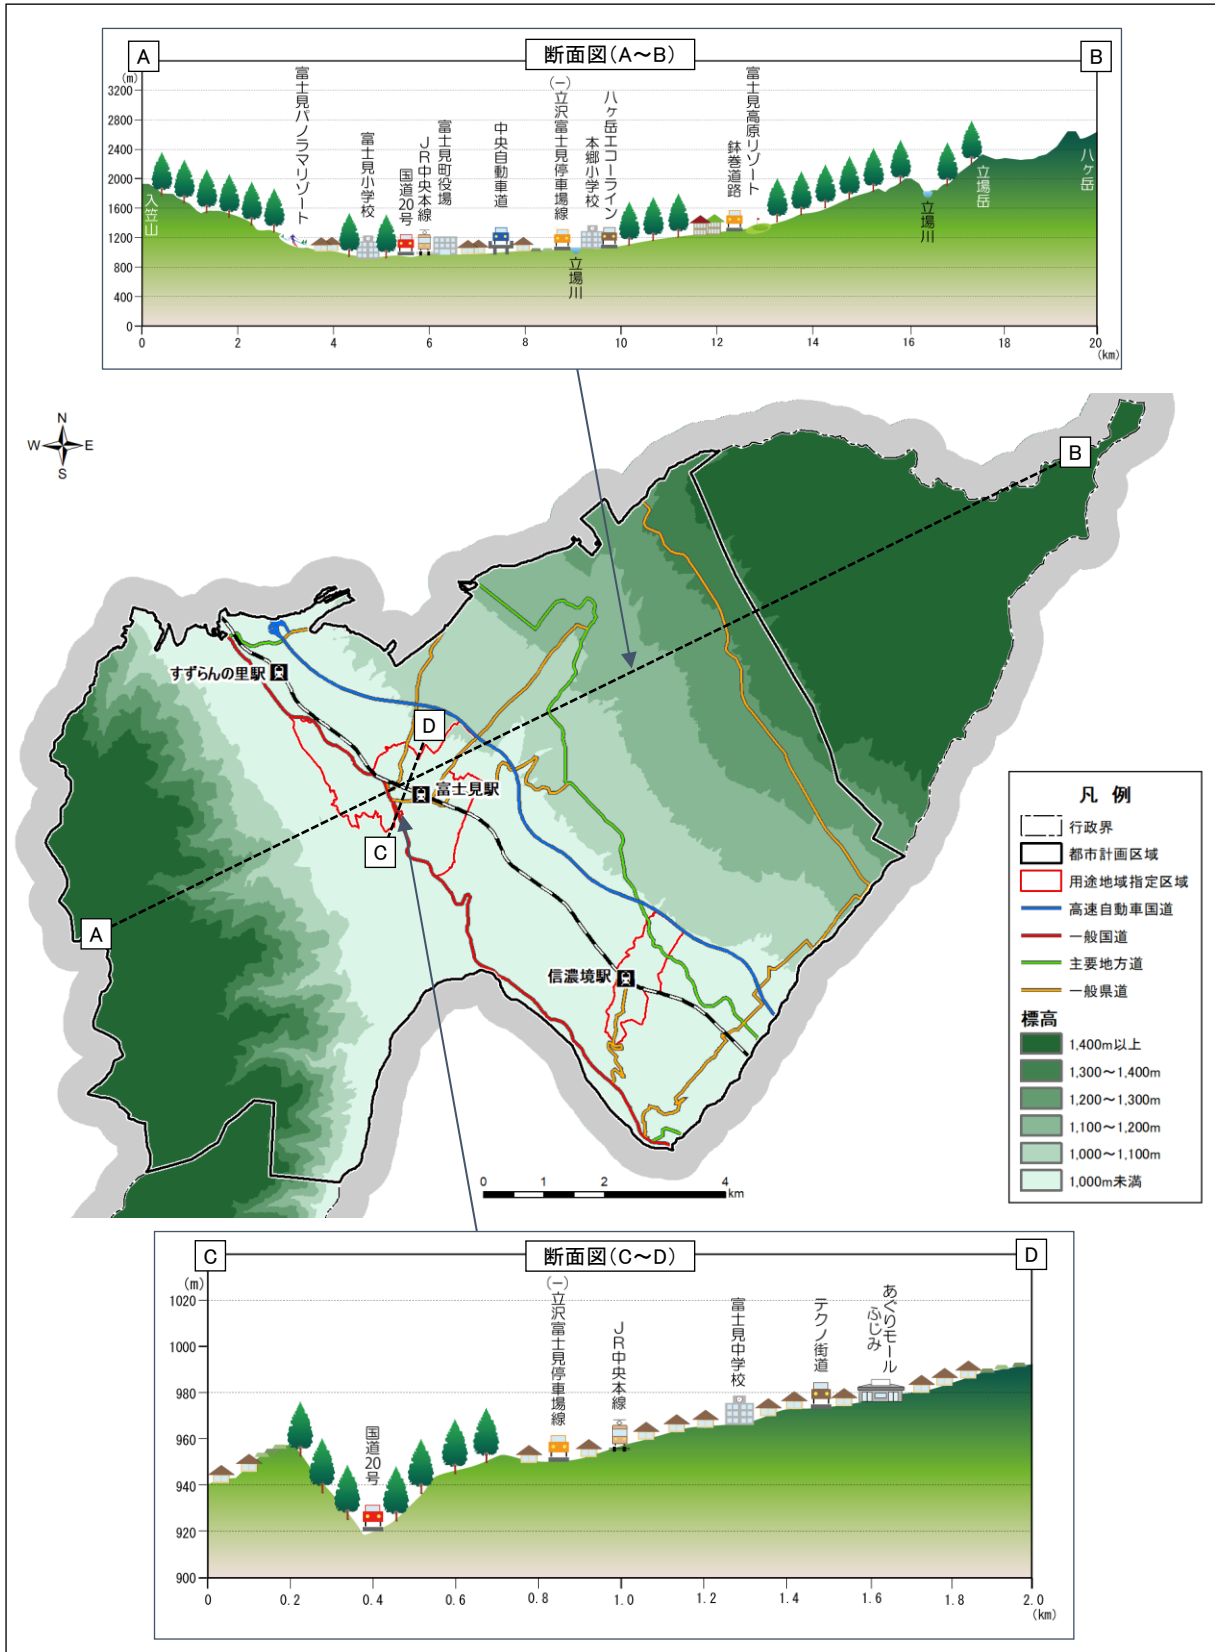 断面図(A～B)
A
B
(m)
3200
2800
2400
2000
1600
1200
800
400
0
0
2
4
6
8
10
12
14
16
18
20
(km)
入笠山
富士見パノラマリゾート
富士見小学校
国道20号
JR中央本線
富士見町役場
中央自動車道
(一)立沢富士見停車場線
立場川
本郷小学校
八ヶ岳エコーライン
鉢巻道路
富士見高原リゾート
立場川
立場岳
八ヶ岳
N
W
E
S
B
すずらんの里駅
D
富士見駅
C
A
信濃境駅
0
1
2
4
km
凡 例
行政界
都市計画区域
用途地域指定区域
高速自動車国道
一般国道
主要地方道
一般県道
標高
1,400m以上
1,300～1,400m
1,200～1,300m
1,100～1,200m
1,000～1,100m
1,000m未満
断面図(C～D)
C
D
(m)
1020
1000
980
960
940
920
900
0
0.2
0.4
0.6
0.8
1.0
1.2
1.4
1.6
1.8
2.0
(km)
国道20号
(一)立沢富士見停車場線
JR中央本線
富士見中学校
テクノ街道
あぐりモール
ふじみ